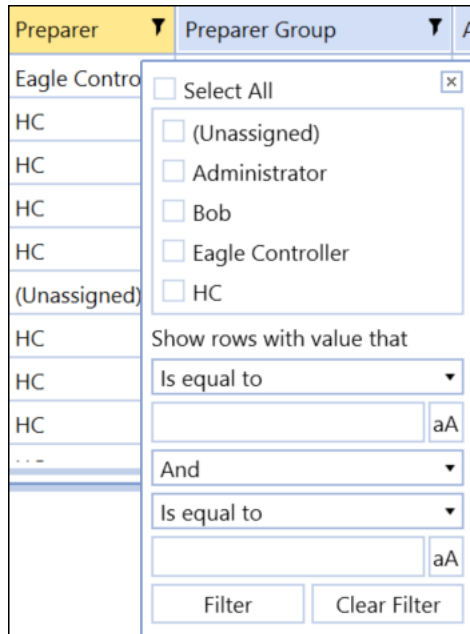 Preparer Preparer Group A
Eagle Contro
Select All
HC
(Unassigned)
HC
Administrator
HC
Bob
HC
Eagle Controller
(Unassigned)
HC
HC
Show rows with value that
HC
Is equal to
HC
aA
And
Is equal to
aA
Filter Clear Filter